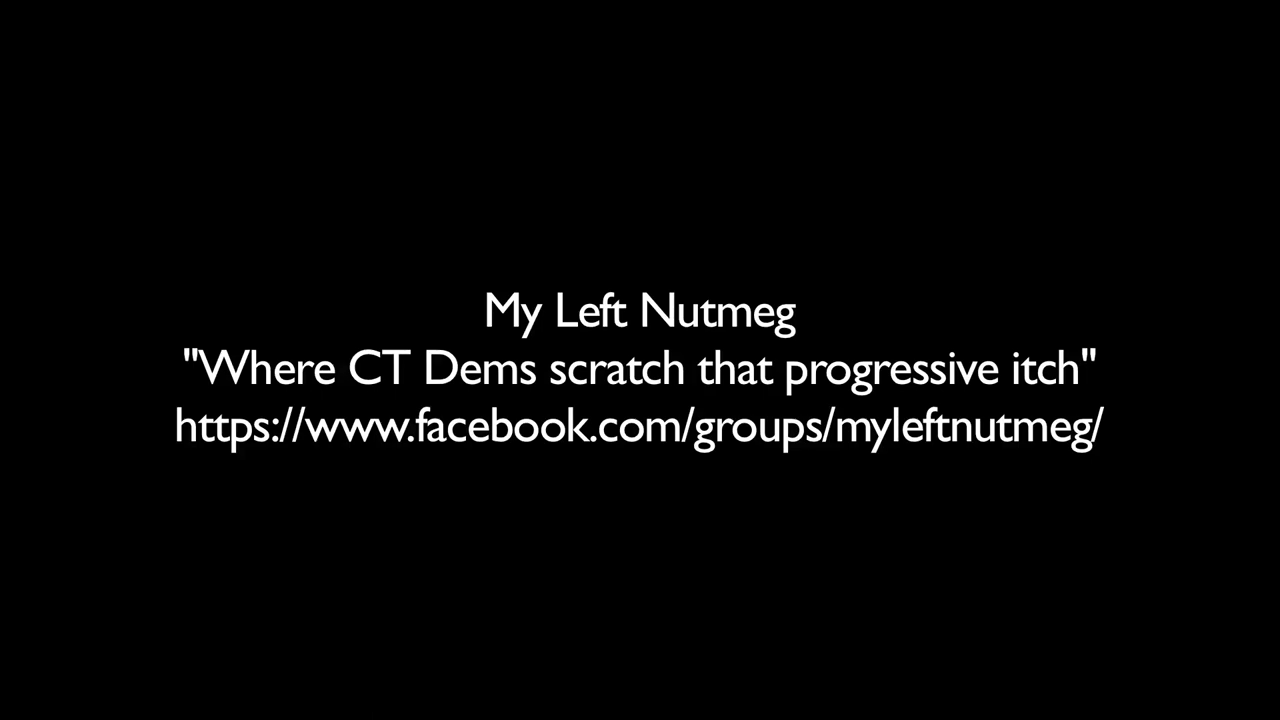 My Left Nutmeg
"Where CT Dems scratch that progressive itch"
https://www.facebook.com/groups/myleftnutmeg/